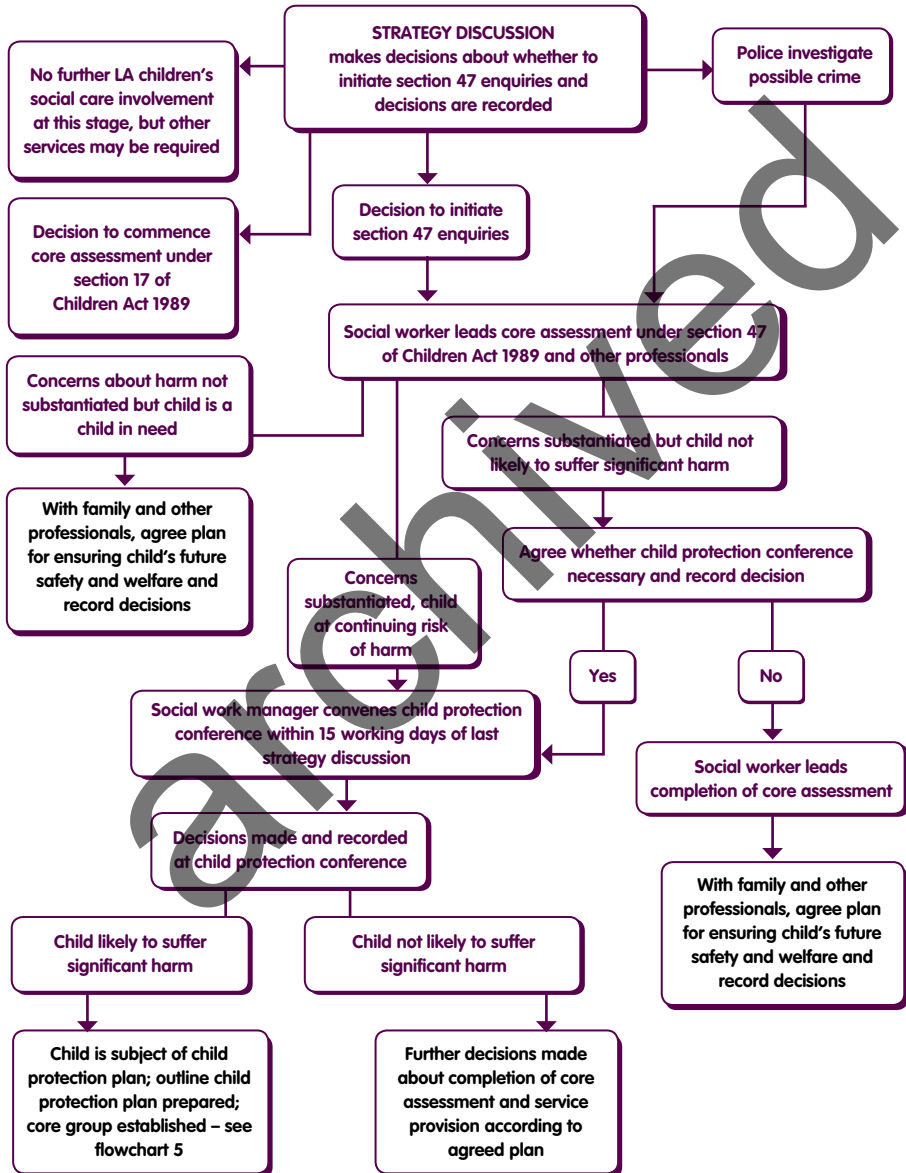 STRATEGY DISCUSSION
makes decisions about whether to
initiate section 47 enquiries and
decisions are recorded
No further LA children's
social care involvement
at this stage, but other
services may be required
Police investigate
possible crime
Decision to initiate
section 47 enquiries
Decision to commence
core assessment under
section 17 of
Children Act 1989
Social worker leads core assessment under section 47
of Children Act 1989 and other professionals
Concerns about harm not
substantiated but child is a
child in need
Concerns substantiated but child not
likely to suffer significant harm
With family and other
professionals, agree plan
for ensuring child's future
safety and welfare and
record decisions
Agree whether child protection conference
necessary and record decision
Concerns
substantiated, child
at continuing risk
of harm
Yes
No
Social work manager convenes child protection
conference within 15 working days of last
strategy discussion
Social worker leads
completion of core assessment
Decisions made and recorded
at child protection conference
With family and other
professionals, agree plan
for ensuring child's future
safety and welfare and
record decisions
Child likely to suffer
significant harm
Child not likely to suffer
significant harm
Child is subject of child
protection plan; outline child
protection plan prepared;
core group established – see
flowchart 5
Further decisions made
about completion of core
assessment and service
provision according to
agreed plan
archived